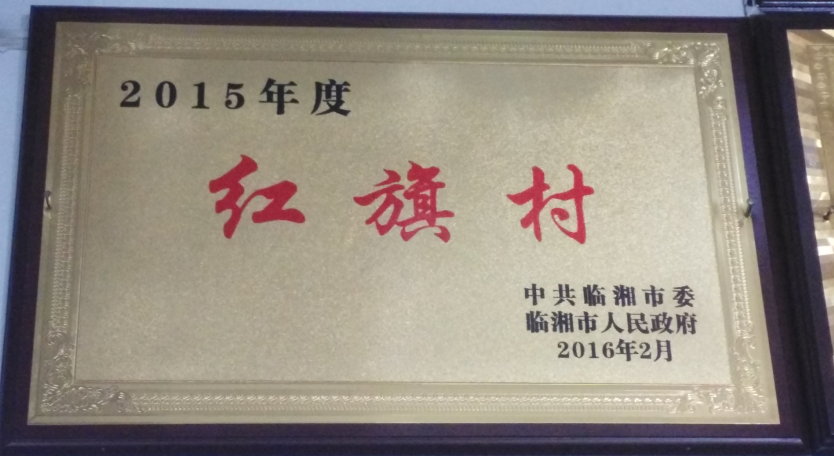 2015年度
红旗村
中共临湘市委
临湘市人民政府
2016年2月